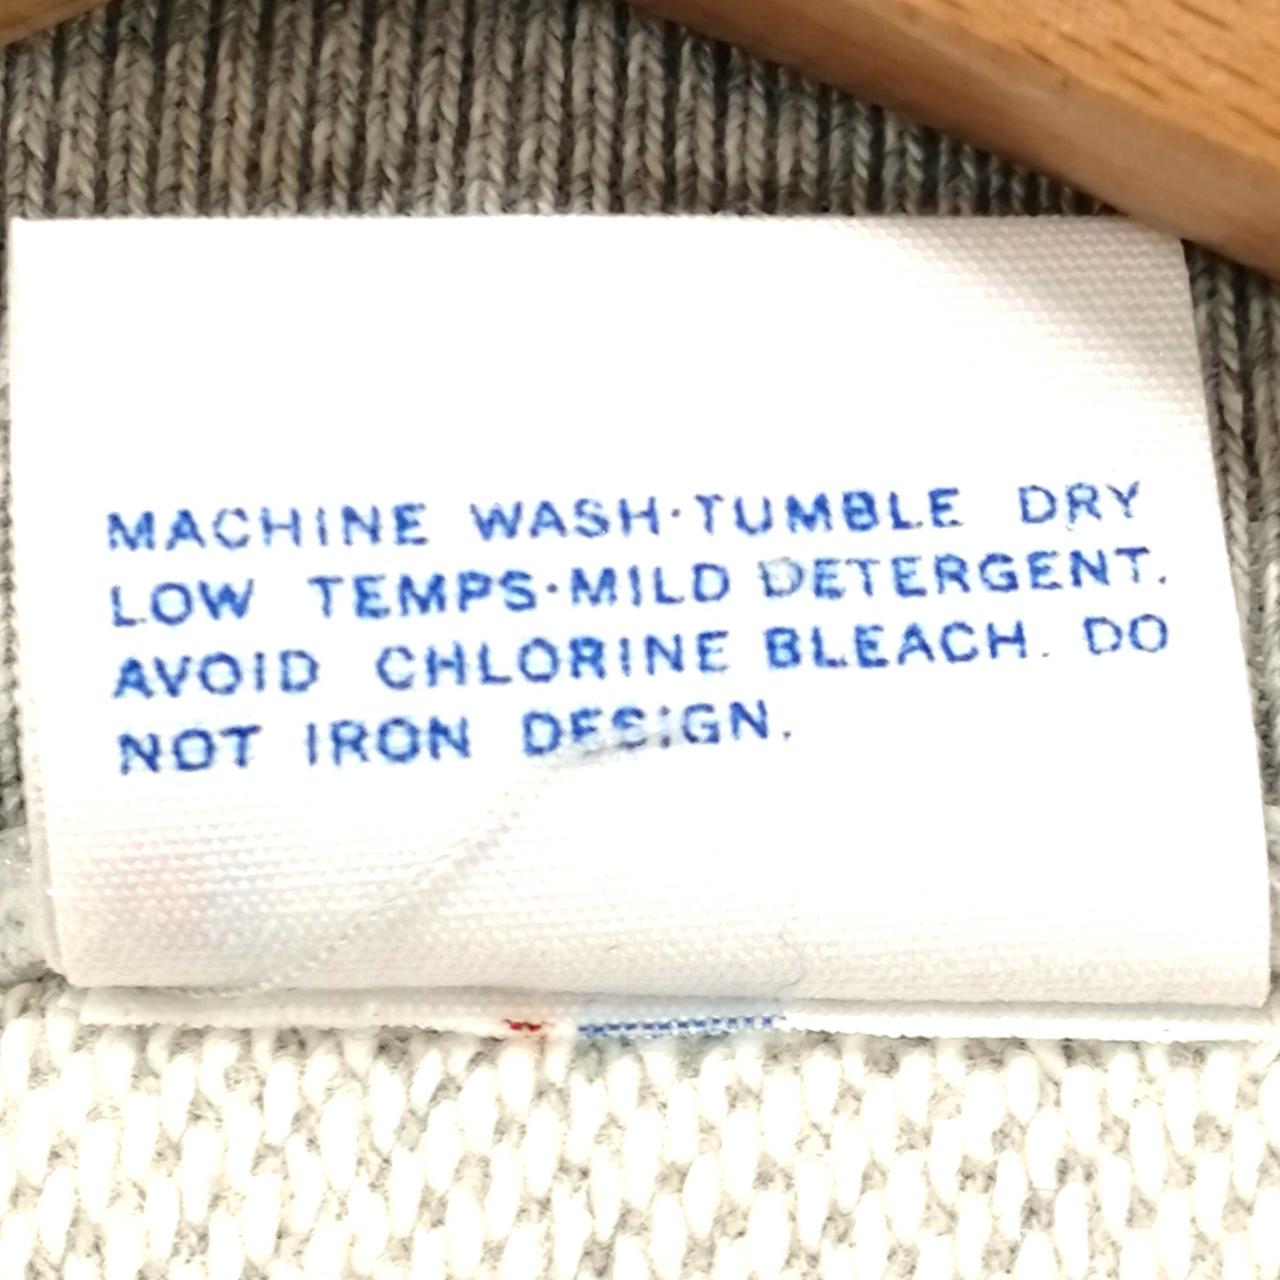 MACHINE WASH·TUMBLE DRY
LOW TEMPS·MILD DETERGENT.
AVOID CHLORINE BLEACH. DO
NOT IRON DESIGN.